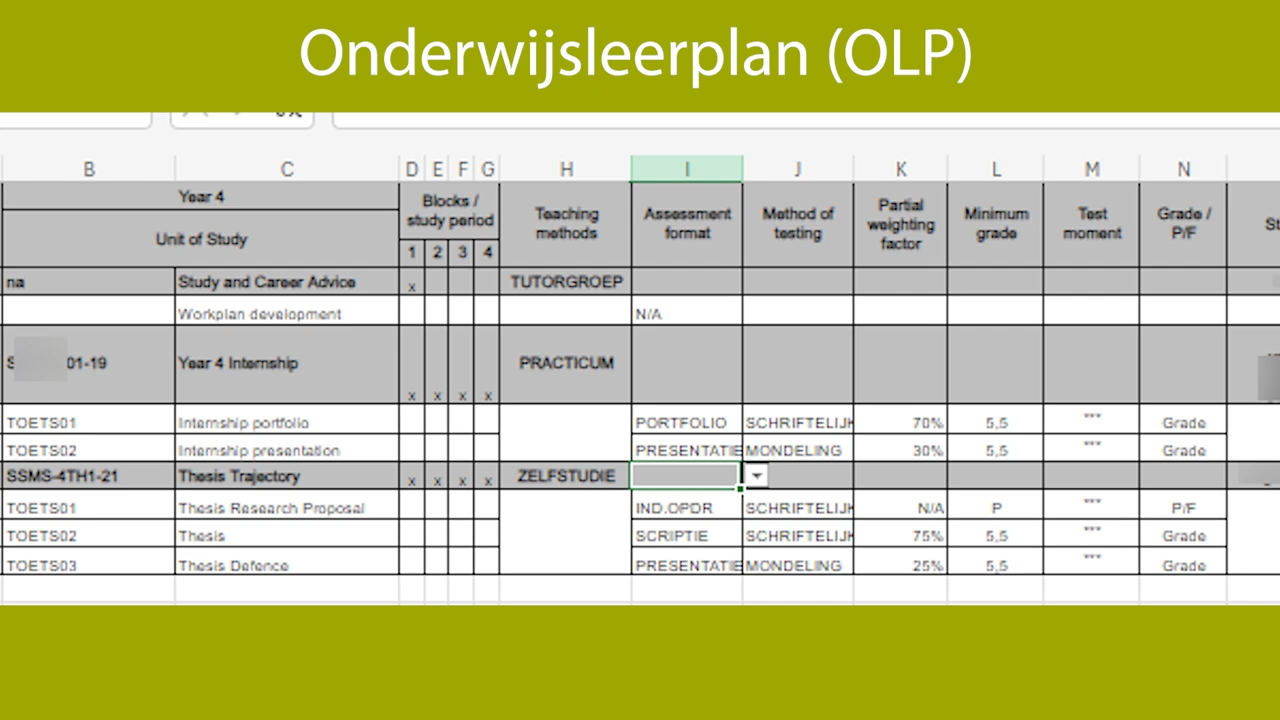 Onderwijsleerplan (OLP)
B C D E F G H I J K L M N
Year 4
Unit of Study
Blocks / study period
1 2 3 4
Teaching methods
Assessment format
Method of testing
Partial weighting factor
Minimum grade
Test moment
Grade / P/F
na Study and Career Advice x TUTORGROEP
Workplan development N/A
01-19 Year 4 Internship x x x x PRACTICUM
TOETS01 Internship portfolio PORTFOLIO SCHRIFTELIJK 70% 5,5 *** Grade
TOETS02 Internship presentation PRESENTATIE MONDELING 30% 5,5 *** Grade
SSMS-4TH1-21 Thesis Trajectory x x x x ZELFSTUDIE
TOETS01 Thesis Research Proposal IND.OPDR SCHRIFTELIJK N/A P *** P/F
TOETS02 Thesis SCRIPTIE SCHRIFTELIJK 75% 5,5 *** Grade
TOETS03 Thesis Defence PRESENTATIE MONDELING 25% 5,5 *** Grade